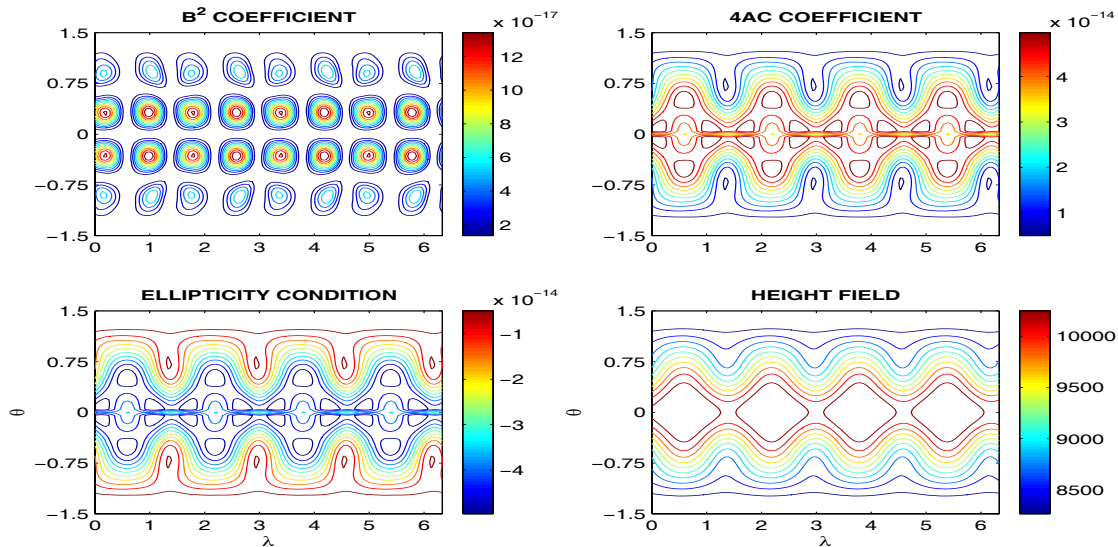 B² COEFFICIENT
x 10⁻¹⁷
1.5
0.75
0
−0.75
−1.5
0 1 2 3 4 5 6
14
12
10
8
6
4
2
4AC COEFFICIENT
x 10⁻¹⁴
1.5
0.75
0
−0.75
−1.5
0 1 2 3 4 5 6
4
3
2
1
ELLIPTICITY CONDITION
x 10⁻¹⁴
1.5
0.75
0
−0.75
−1.5
θ
0 1 2 3 4 5 6
λ
−1
−2
−3
−4
HEIGHT FIELD
1.5
0.75
0
−0.75
−1.5
θ
0 1 2 3 4 5 6
λ
10000
9500
9000
8500